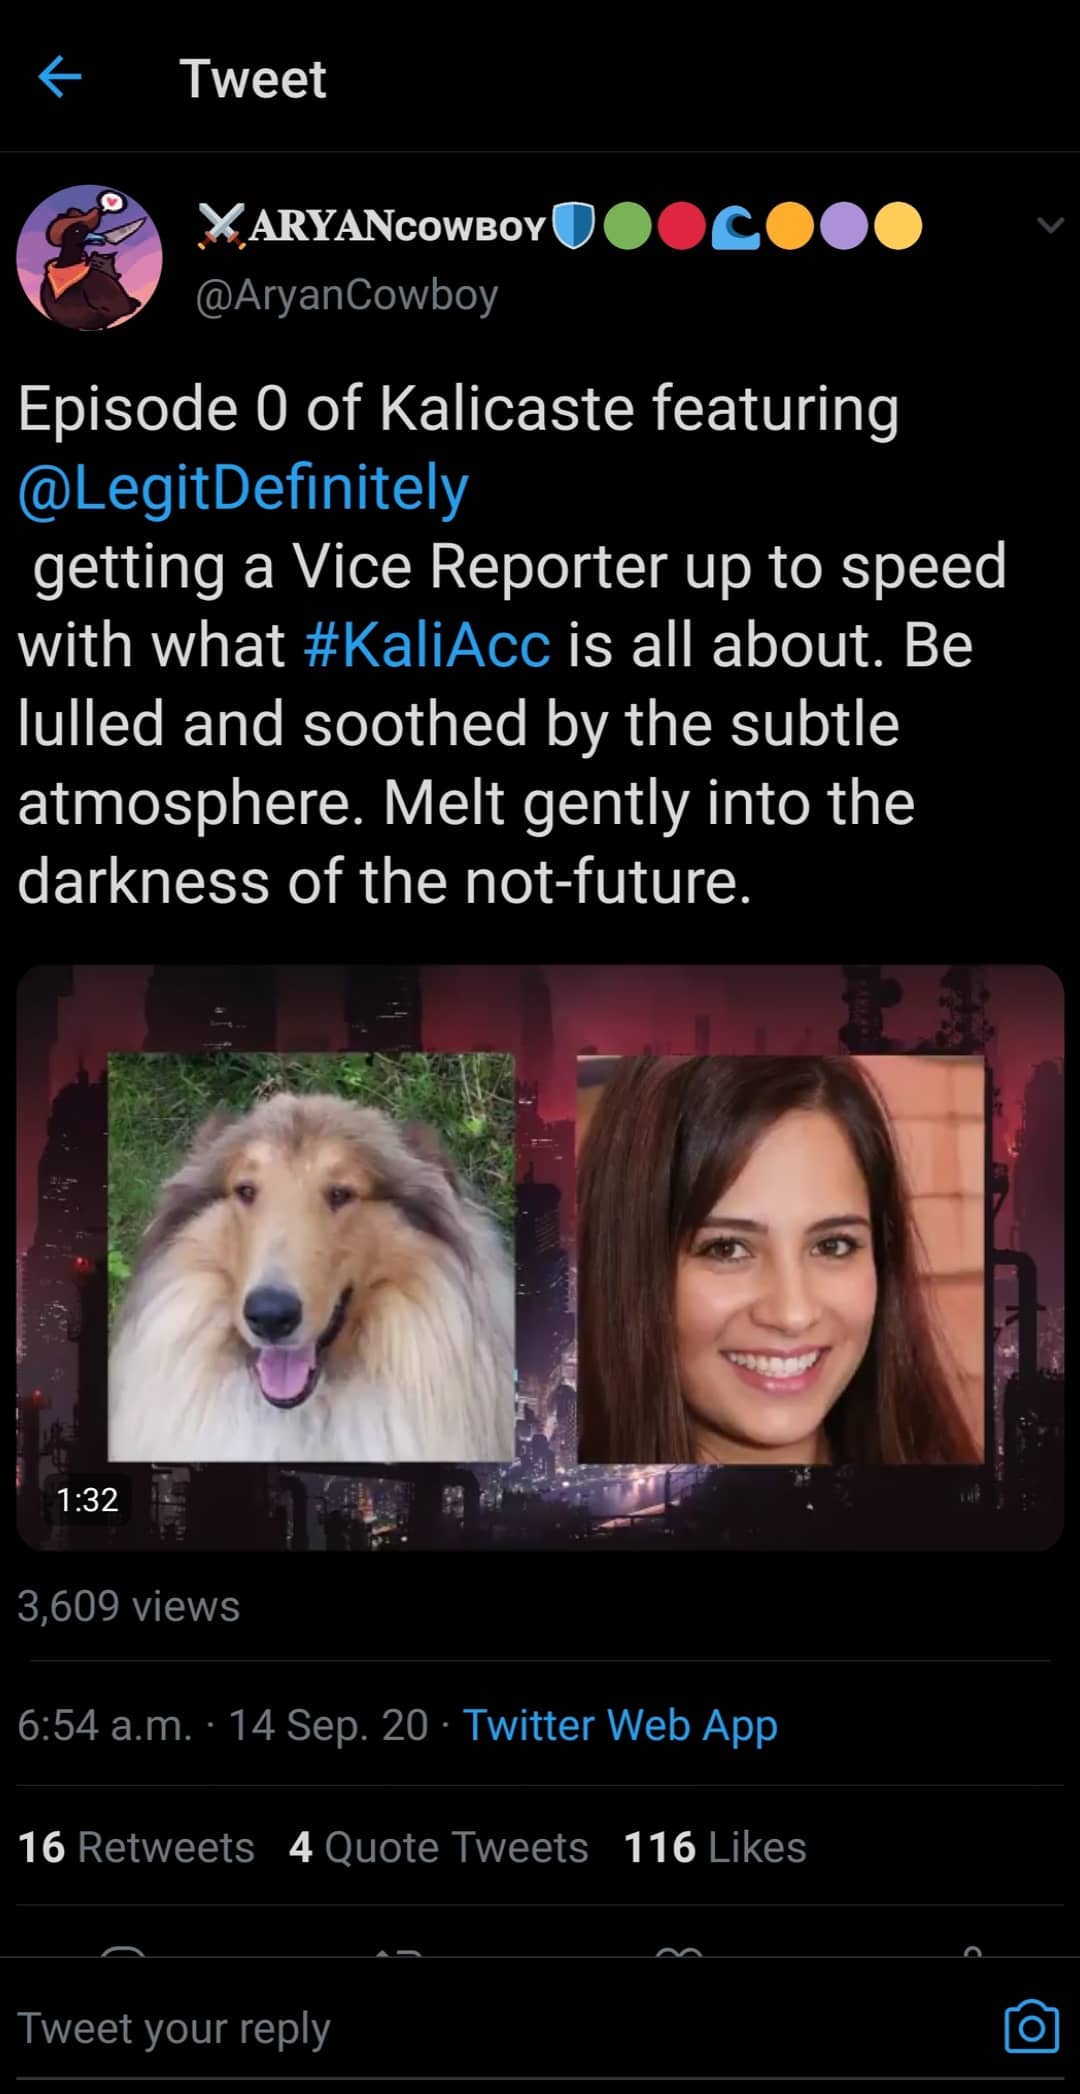 Tweet
ARYANCOWBOY
@AryanCowboy
Episode 0 of Kalicaste featuring
@LegitDefinitely
getting a Vice Reporter up to speed
with what #KaliAcc is all about. Be
lulled and soothed by the subtle
atmosphere. Melt gently into the
darkness of the not-future.
1:32
3,609 views
6:54 a.m. · 14 Sep. 20 · Twitter Web App
16 Retweets 4 Quote Tweets 116 Likes
Tweet your reply